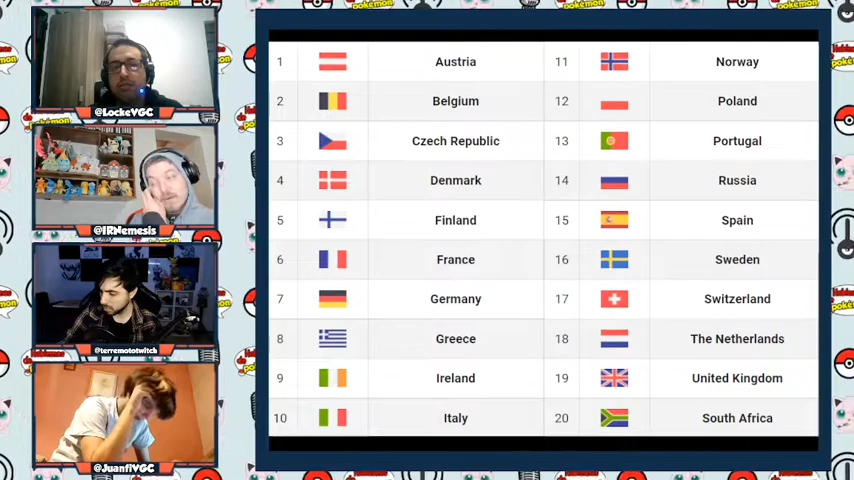 @LockeVGC
@IRNemesis
@terremototwitch
@JuanfiVGC
1 Austria 11 Norway
2 Belgium 12 Poland
3 Czech Republic 13 Portugal
4 Denmark 14 Russia
5 Finland 15 Spain
6 France 16 Sweden
7 Germany 17 Switzerland
8 Greece 18 The Netherlands
9 Ireland 19 United Kingdom
10 Italy 20 South Africa